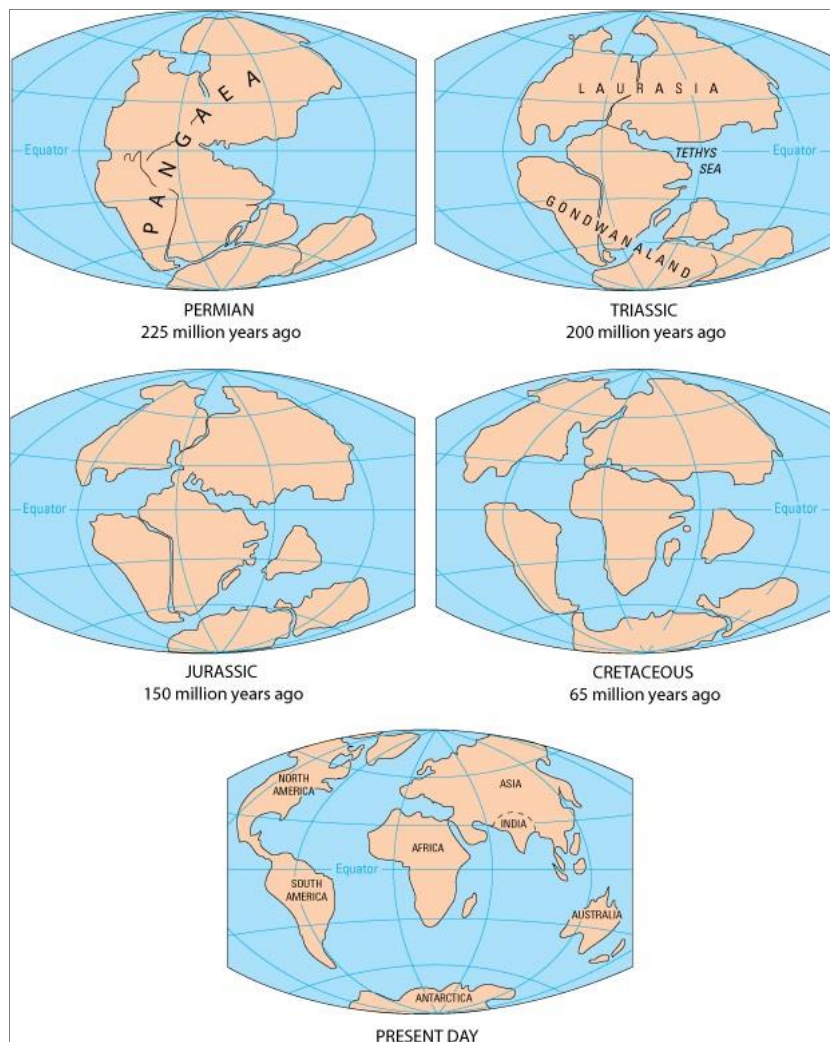 PANGAEA
Equator
PERMIAN
225 million years ago
LAURASIA
TETHYS
SEA
Equator
GONDWANALAND
TRIASSIC
200 million years ago
Equator
JURASSIC
150 million years ago
Equator
CRETACEOUS
65 million years ago
NORTH
AMERICA
ASIA
INDIA
AFRICA
Equator
SOUTH
AMERICA
AUSTRALIA
ANTARCTICA
PRESENT DAY